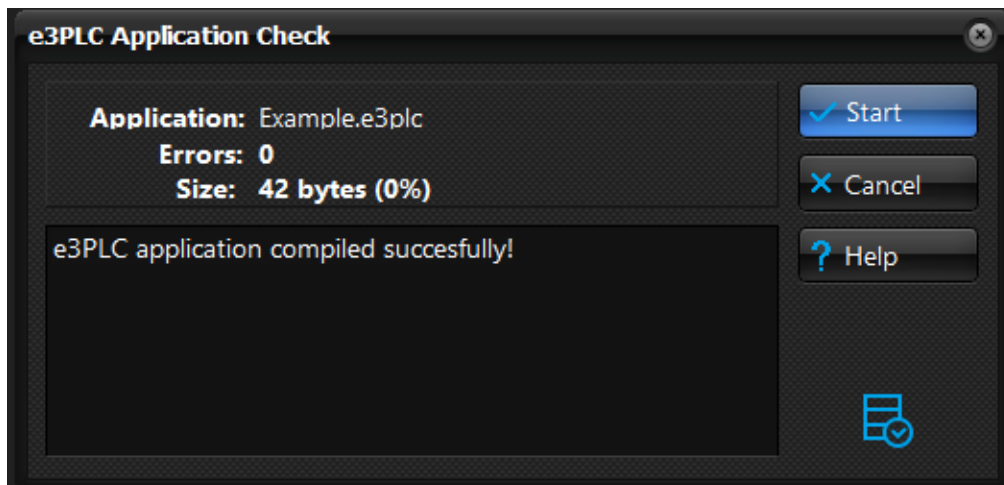 e3PLC Application Check
Application: Example.e3plc
Errors: 0
Size: 42 bytes (0%)
e3PLC application compiled succesfully!
Start
Cancel
? Help